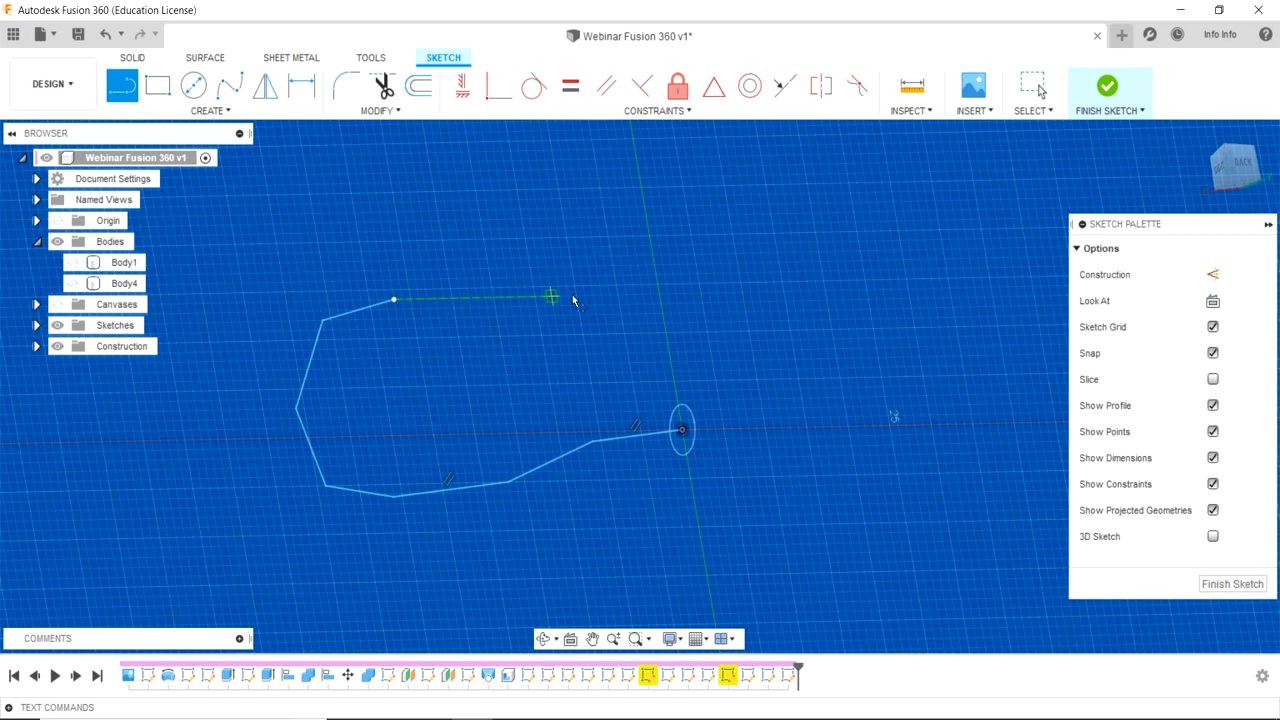 Autodesk Fusion 360 (Education License)
Webinar Fusion 360 v1*
Info Info
DESIGN
SOLID SURFACE SHEET METAL TOOLS SKETCH
CREATE MODIFY CONSTRAINTS INSPECT INSERT SELECT FINISH SKETCH
BROWSER
Webinar Fusion 360 v1
Document Settings
Named Views
Origin
Bodies
Body1
Body4
Canvases
Sketches
Construction
BACK
25
SKETCH PALETTE
Options
Construction
Look At
Sketch Grid
Snap
Slice
Show Profile
Show Points
Show Dimensions
Show Constraints
Show Projected Geometries
3D Sketch
Finish Sketch
COMMENTS
TEXT COMMANDS